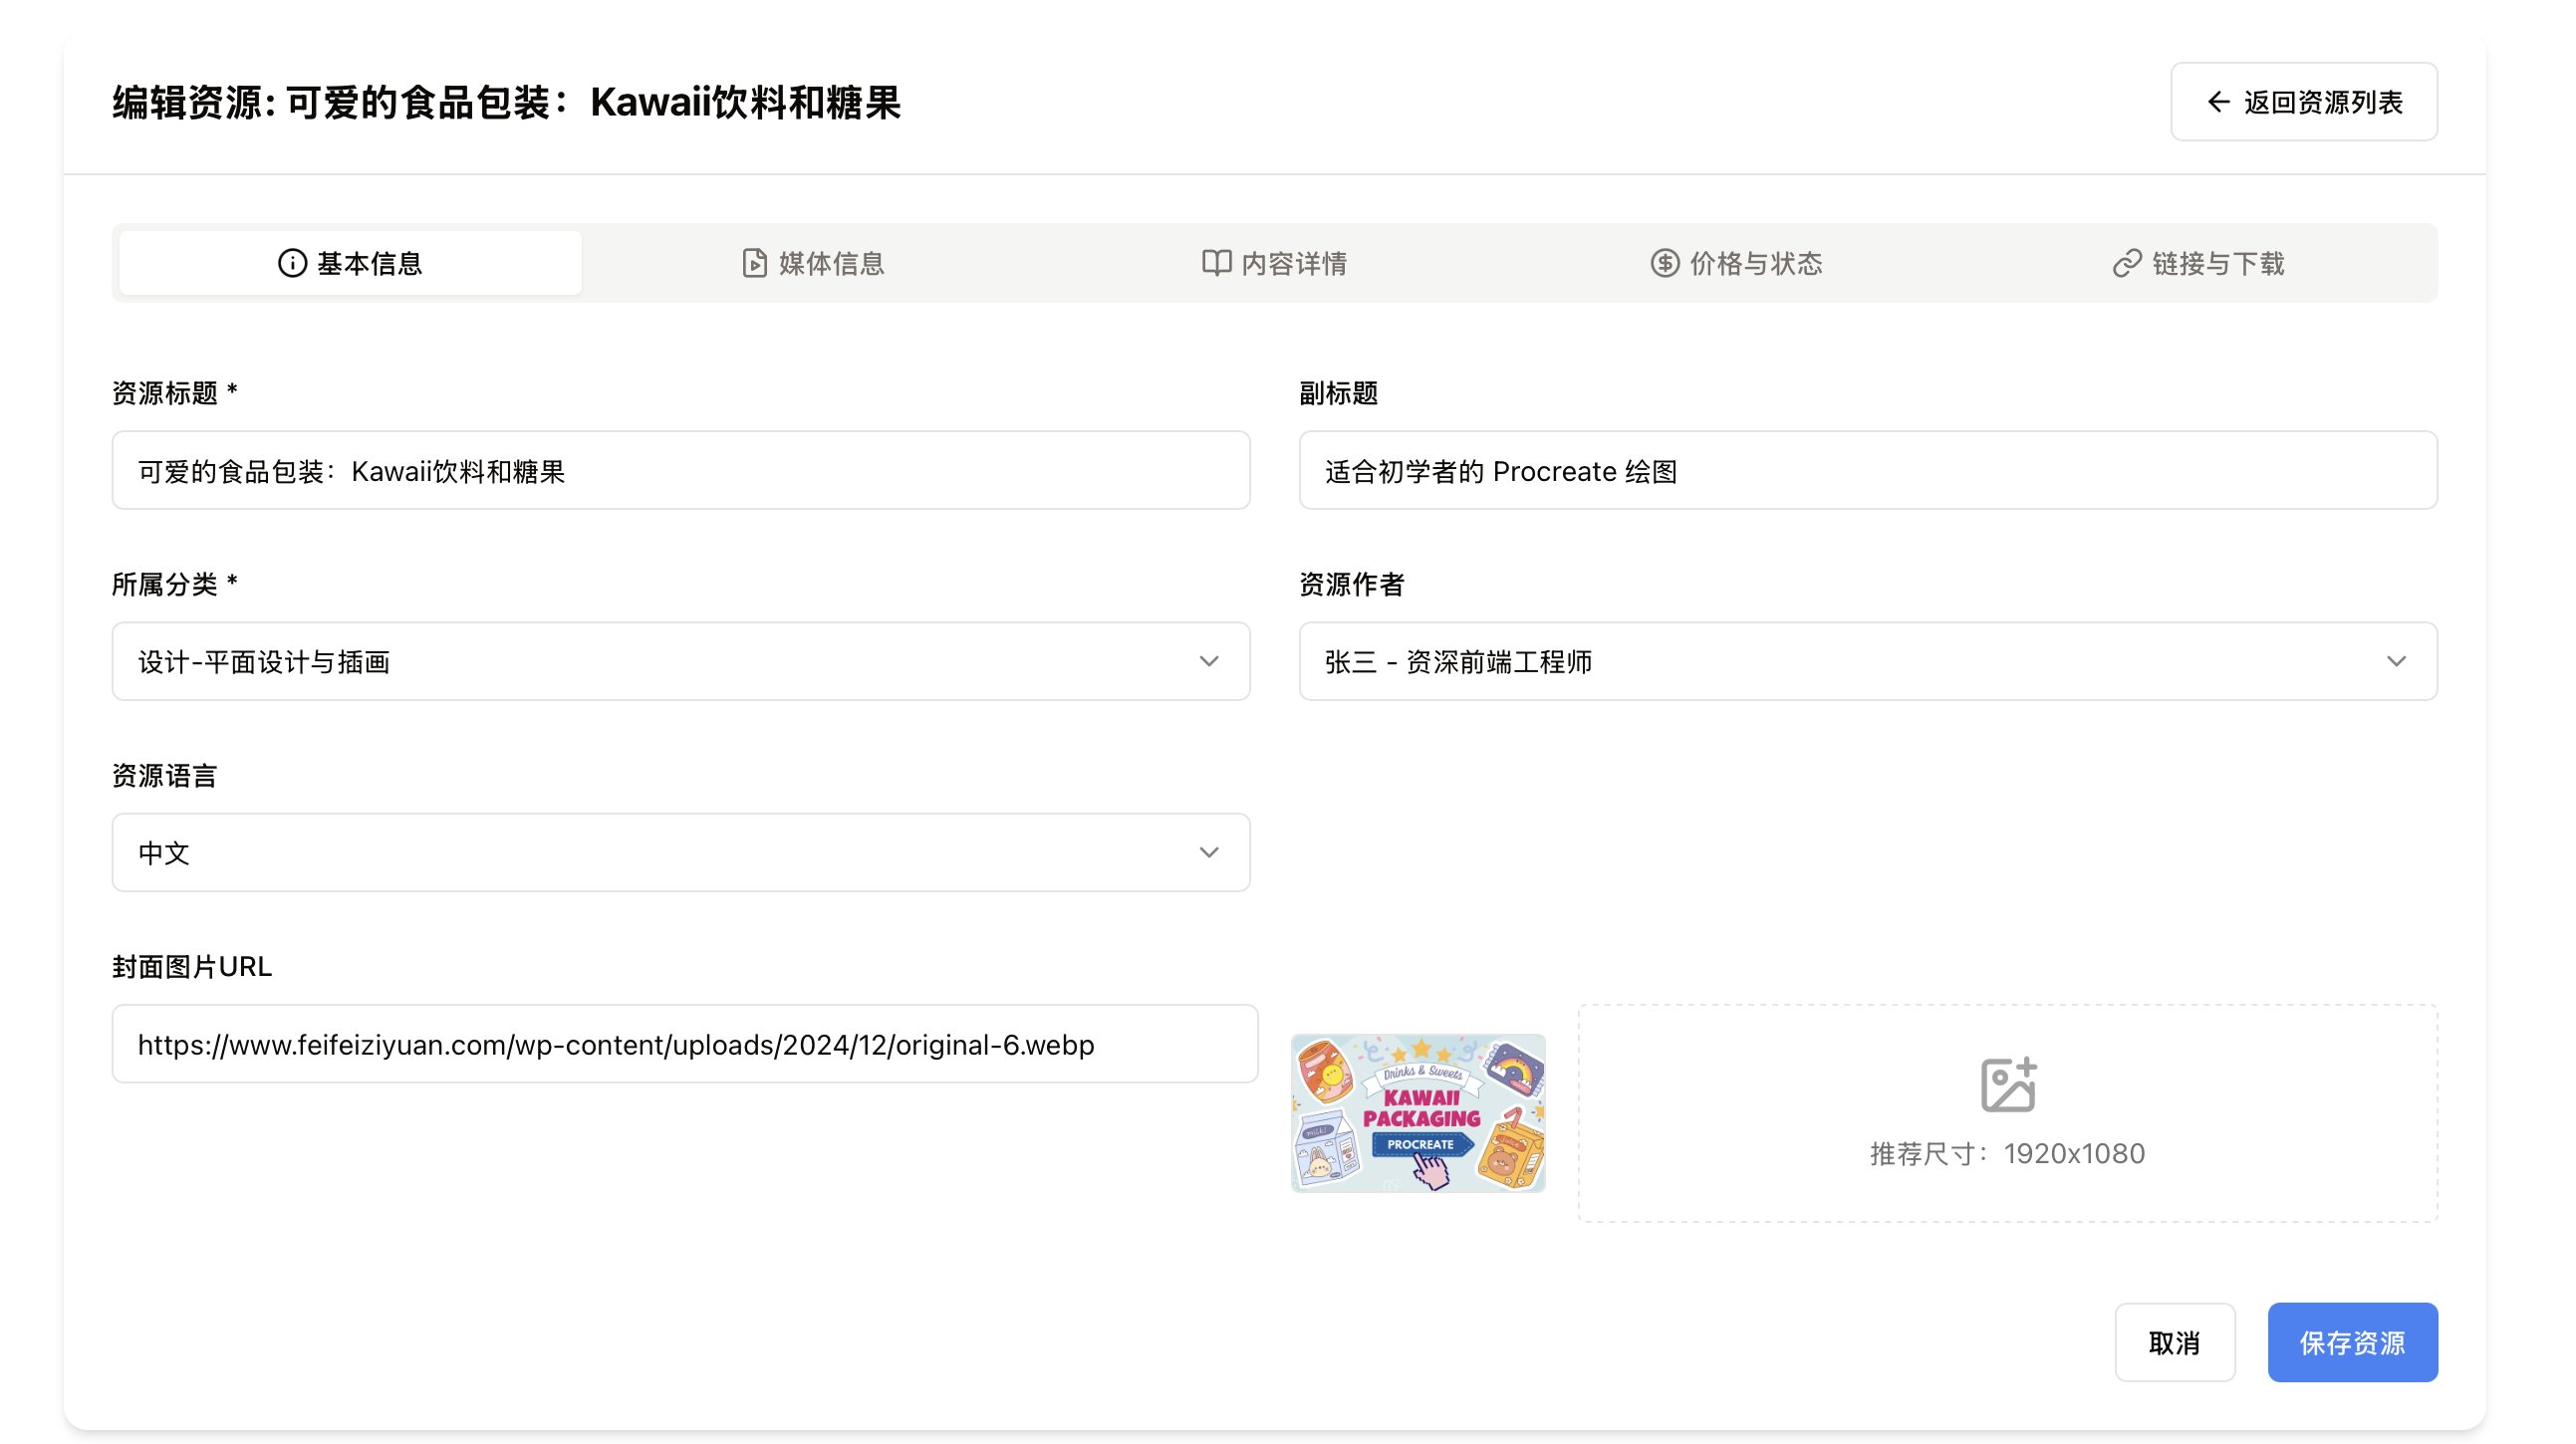 编辑资源: 可爱的食品包装：Kawaii饮料和糖果
返回资源列表
基本信息
媒体信息
内容详情
价格与状态
链接与下载
资源标题 *
副标题
可爱的食品包装：Kawaii饮料和糖果
适合初学者的 Procreate 绘图
所属分类 *
资源作者
设计-平面设计与插画
张三 - 资深前端工程师
资源语言
中文
封面图片URL
https://www.feifeiziyuan.com/wp-content/uploads/2024/12/original-6.webp
Drinks & Sweets
KAWAII
PACKAGING
PROCREATE
milk!
推荐尺寸：1920x1080
取消
保存资源